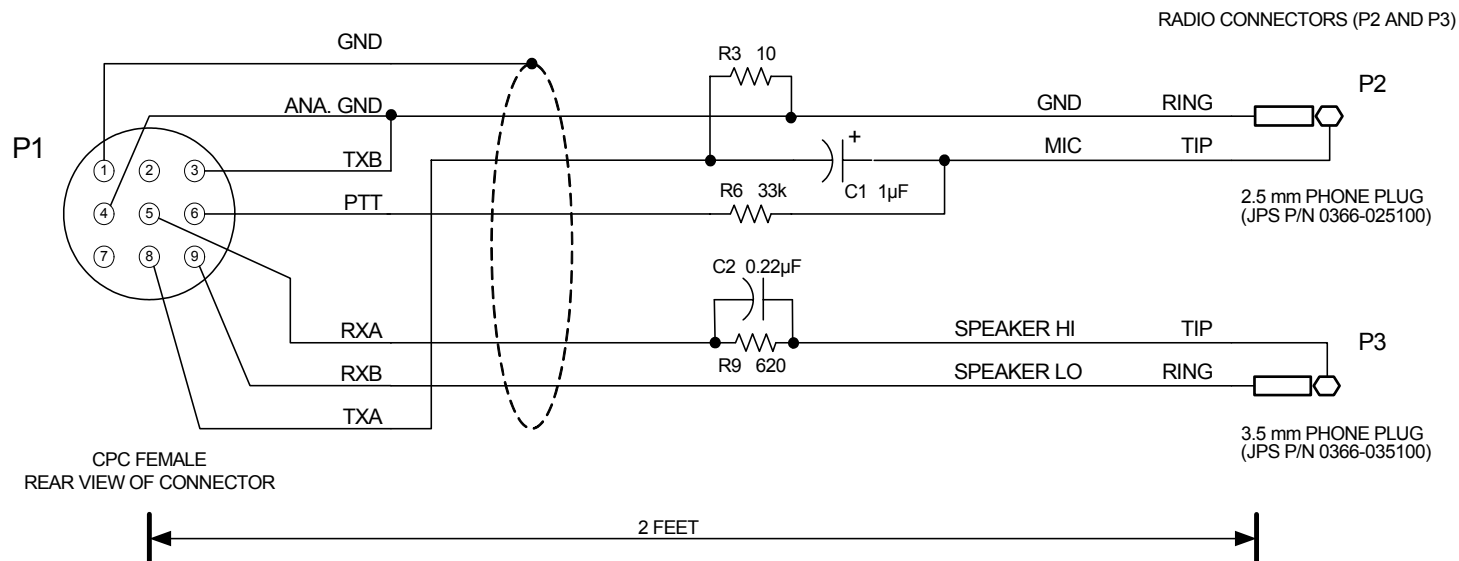 RADIO CONNECTORS (P2 AND P3)
GND
R3 10
P2
ANA. GND
GND RING
P1
+
TXB
MIC TIP
1 2 3
C1 1µF
PTT
R6 33k
2.5 mm PHONE PLUG
(JPS P/N 0366-025100)
4 5 6
7 8 9
C2 0.22µF
RXA
SPEAKER HI TIP
P3
R9 620
RXB
SPEAKER LO RING
TXA
3.5 mm PHONE PLUG
(JPS P/N 0366-035100)
CPC FEMALE
REAR VIEW OF CONNECTOR
2 FEET